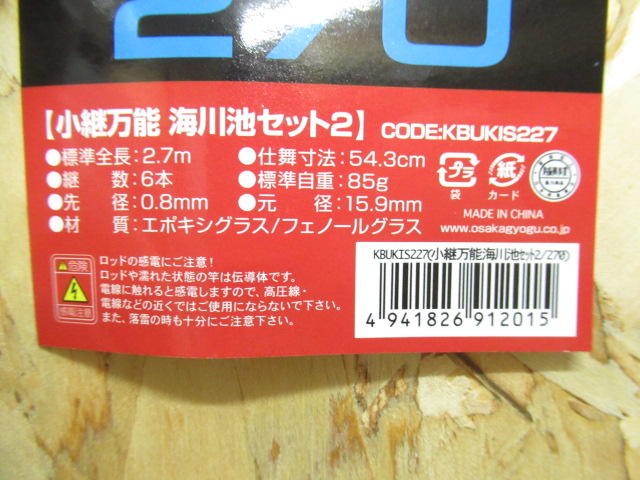 270
【小継万能 海川池セット2】 CODE:KBUKIS227
●標準全長：2.7m ●仕舞寸法：54.3cm
●継 数：6本 ●標準自重：85g
●先 径：0.8mm ●元 径：15.9mm
●材 質：エポキシグラス/フェノールグラス
プラ
袋
紙
カード
MADE IN CHINA
www.osakagyogu.co.jp
危険
感電注意
ロッドの感電にご注意！
ロッドや濡れた状態の竿は伝導体です。
電線に触れると感電しますので、高圧線・
電線などの近くではご使用にならないで下さい。
また、落雷の時も十分にご注意下さい。
KBUKIS227(小継万能海川池セット2/270)
4 941826 912015